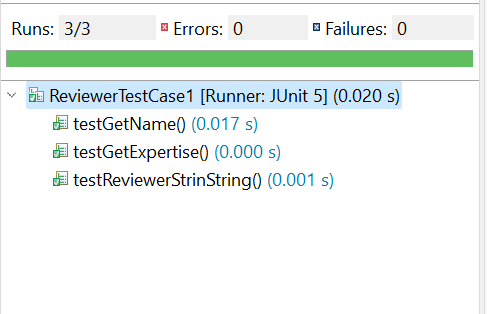 Runs: 3/3 Errors: 0 Failures: 0
ReviewerTestCase1 [Runner: JUnit 5] (0.020 s)
testGetName() (0.017 s)
testGetExpertise() (0.000 s)
testReviewerStrinString() (0.001 s)